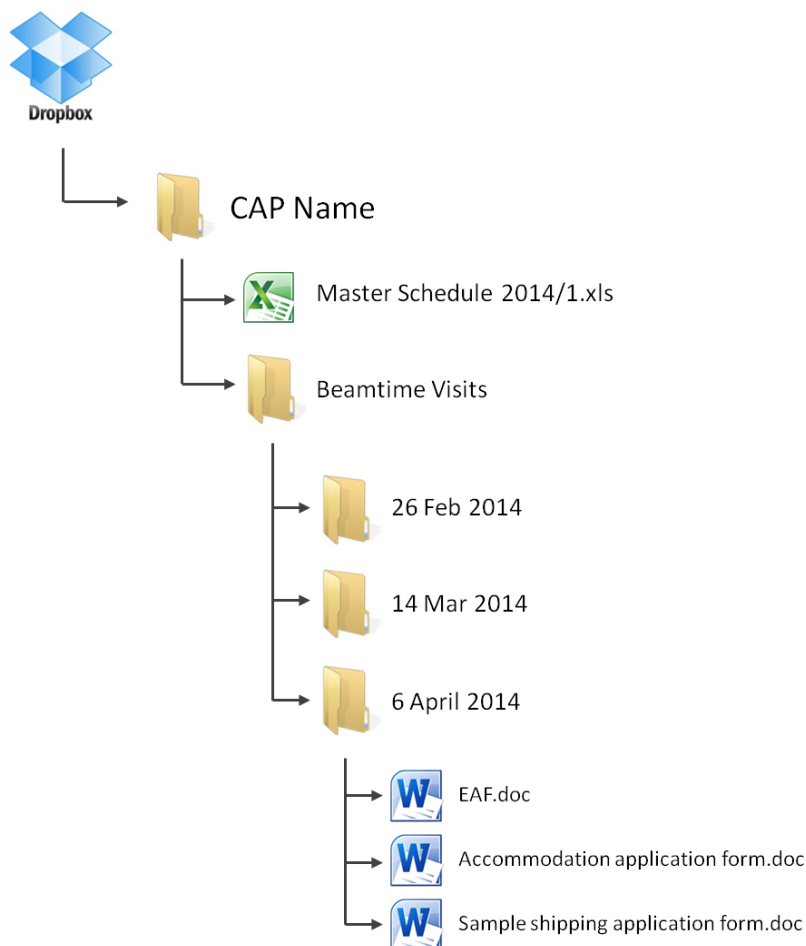 Dropbox
CAP Name
Master Schedule 2014/1.xls
Beamtime Visits
26 Feb 2014
14 Mar 2014
6 April 2014
EAF.doc
Accommodation application form.doc
Sample shipping application form.doc